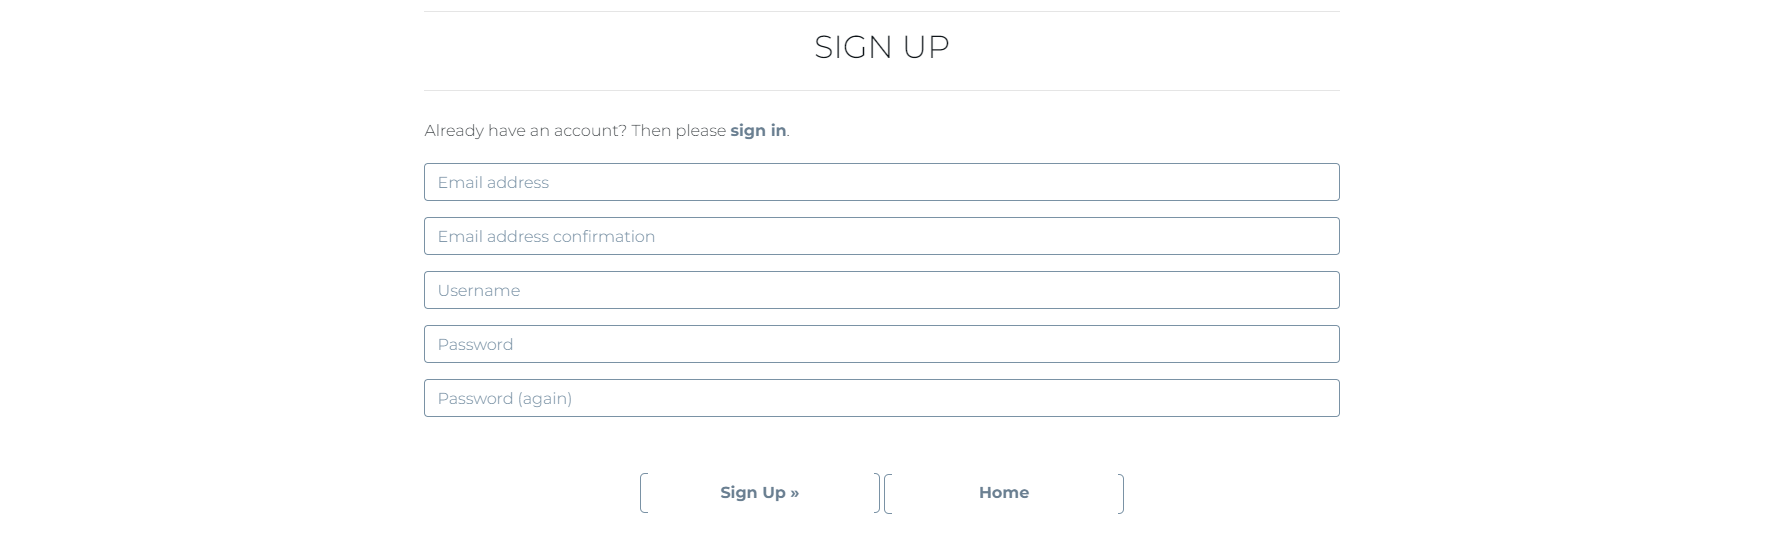 SIGN UP
Already have an account? Then please sign in.
Email address
Email address confirmation
Username
Password
Password (again)
Sign Up » Home